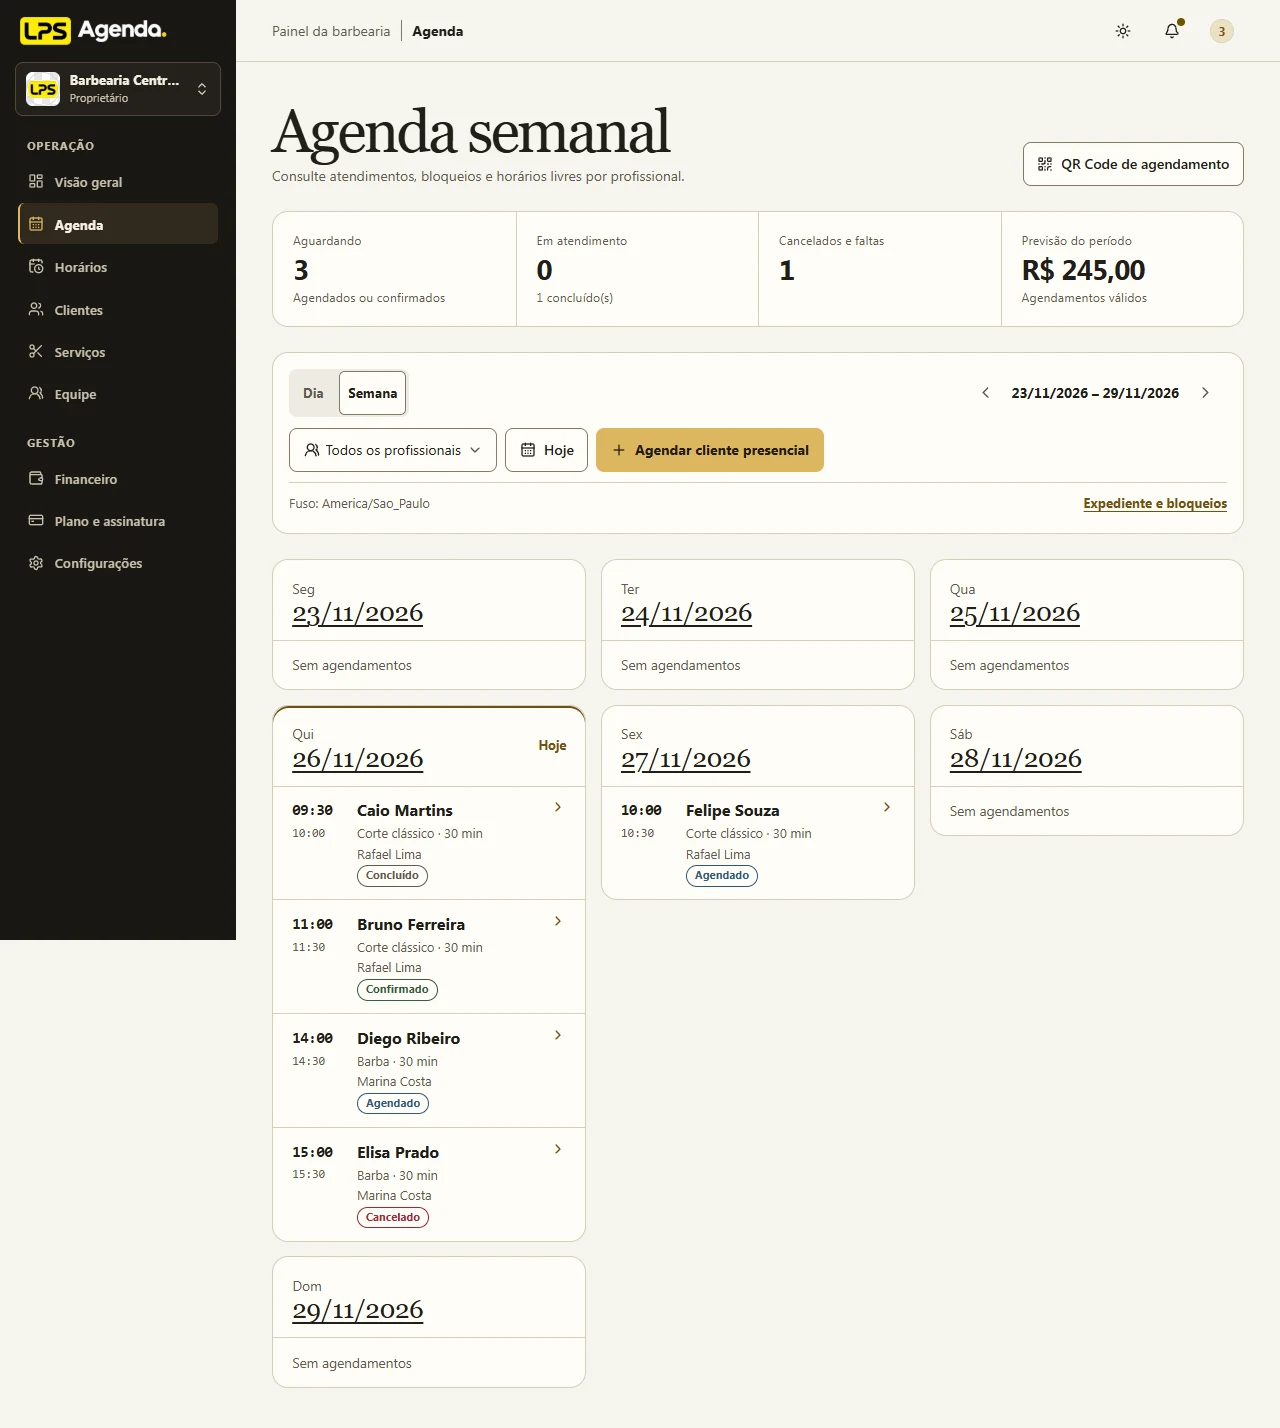 LPS Agenda.
LPS
Barbearia Centr...
Proprietário
OPERAÇÃO
Visão geral
Agenda
Horários
Clientes
Serviços
Equipe
GESTÃO
Financeiro
Plano e assinatura
Configurações
Painel da barbearia
Agenda
3
Agenda semanal
Consulte atendimentos, bloqueios e horários livres por profissional.
QR Code de agendamento
Aguardando
3
Agendados ou confirmados
Em atendimento
0
1 concluído(s)
Cancelados e faltas
1
Previsão do período
R$ 245,00
Agendamentos válidos
Dia
Semana
23/11/2026 – 29/11/2026
Todos os profissionais
Hoje
Agendar cliente presencial
Fuso: America/Sao_Paulo
Expediente e bloqueios
Seg
23/11/2026
Sem agendamentos
Ter
24/11/2026
Sem agendamentos
Qua
25/11/2026
Sem agendamentos
Qui
26/11/2026
Hoje
09:30 Caio Martins
10:00 Corte clássico · 30 min
Rafael Lima
Concluído
11:00 Bruno Ferreira
11:30 Corte clássico · 30 min
Rafael Lima
Confirmado
14:00 Diego Ribeiro
14:30 Barba · 30 min
Marina Costa
Agendado
15:00 Elisa Prado
15:30 Barba · 30 min
Marina Costa
Cancelado
Sex
27/11/2026
10:00 Felipe Souza
10:30 Corte clássico · 30 min
Rafael Lima
Agendado
Sáb
28/11/2026
Sem agendamentos
Dom
29/11/2026
Sem agendamentos